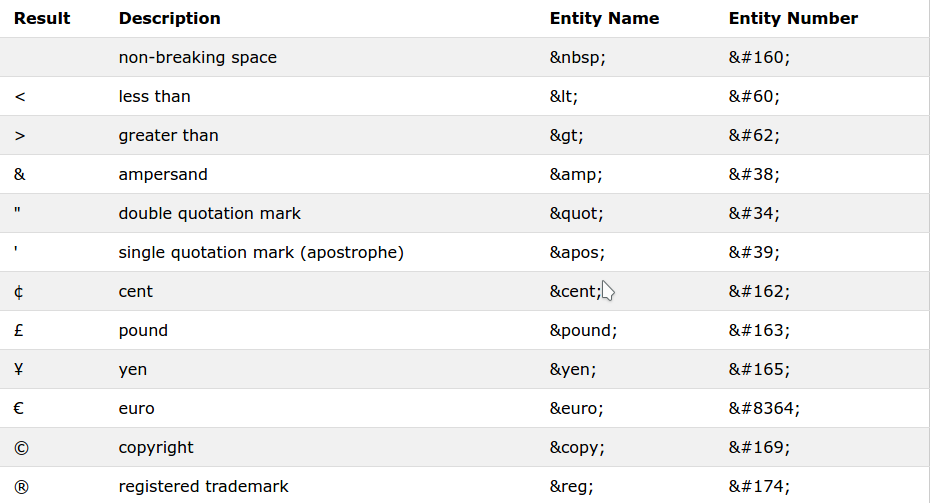 Result Description Entity Name Entity Number
non-breaking space &nbsp; &#160;
< less than &lt; &#60;
> greater than &gt; &#62;
& ampersand &amp; &#38;
" double quotation mark &quot; &#34;
' single quotation mark (apostrophe) &apos; &#39;
¢ cent &cent; &#162;
£ pound &pound; &#163;
¥ yen &yen; &#165;
€ euro &euro; &#8364;
© copyright &copy; &#169;
® registered trademark &reg; &#174;